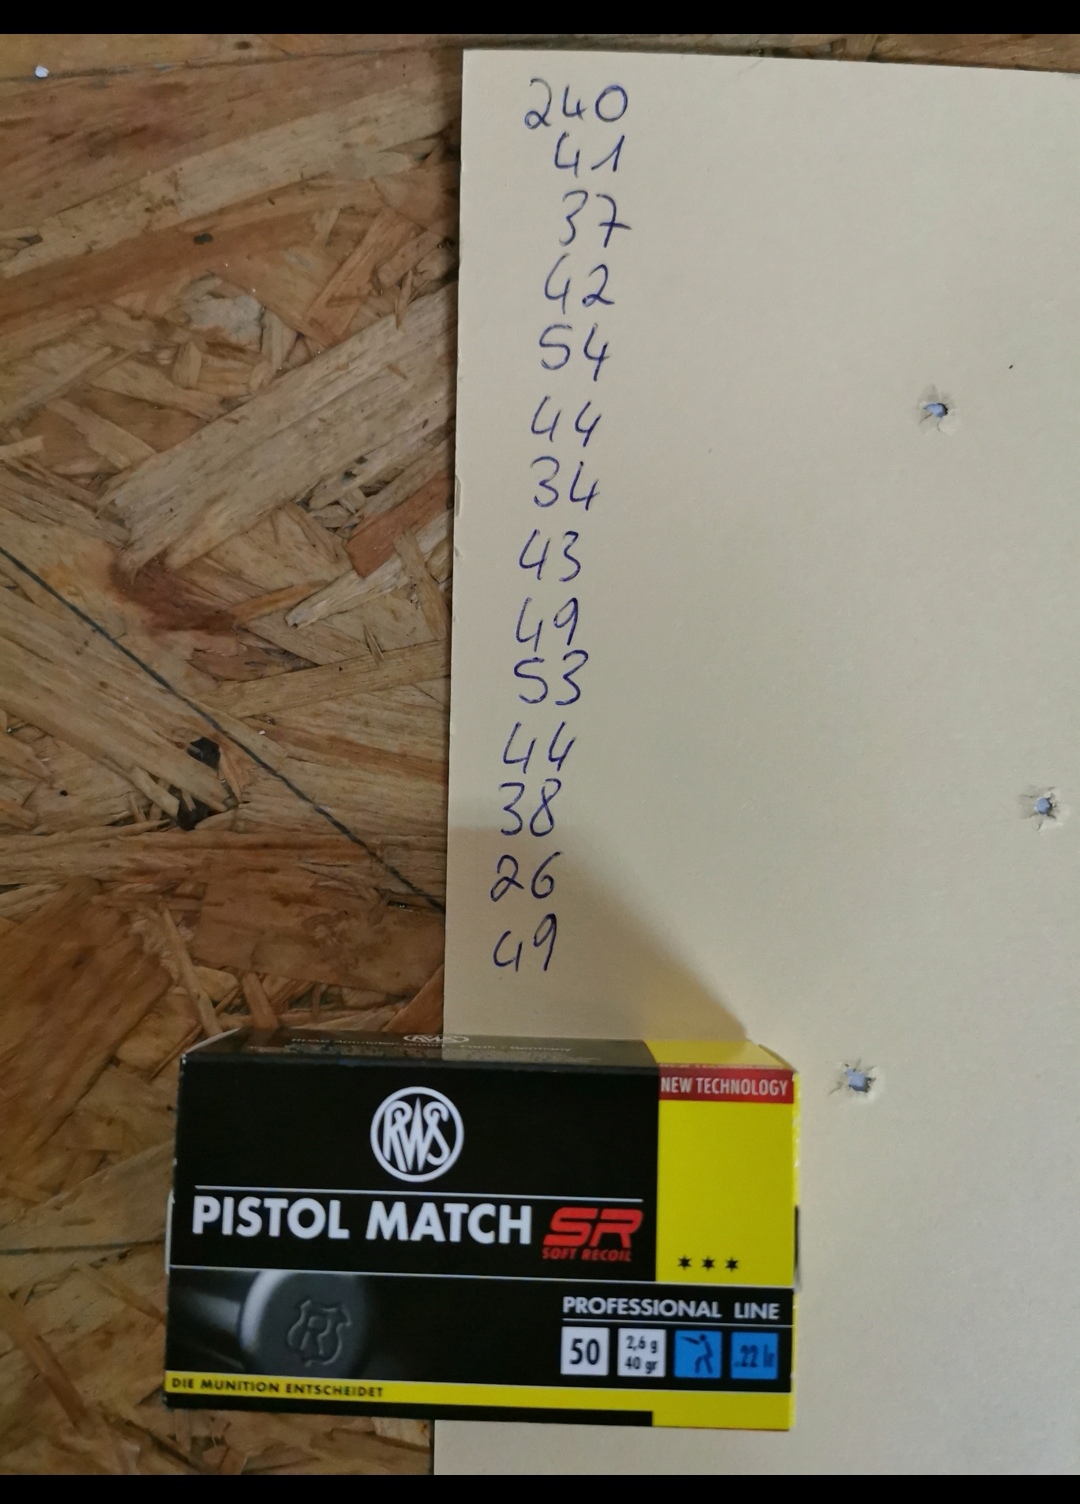 240
41
37
42
54
44
34
43
49
53
44
38
26
49
RWS
NEW TECHNOLOGY
RWS
PISTOL MATCH SR
SOFT RECOIL
PROFESSIONAL LINE
50
2,6 g
40 gr
.22 lr
R
DIE MUNITION ENTSCHEIDET